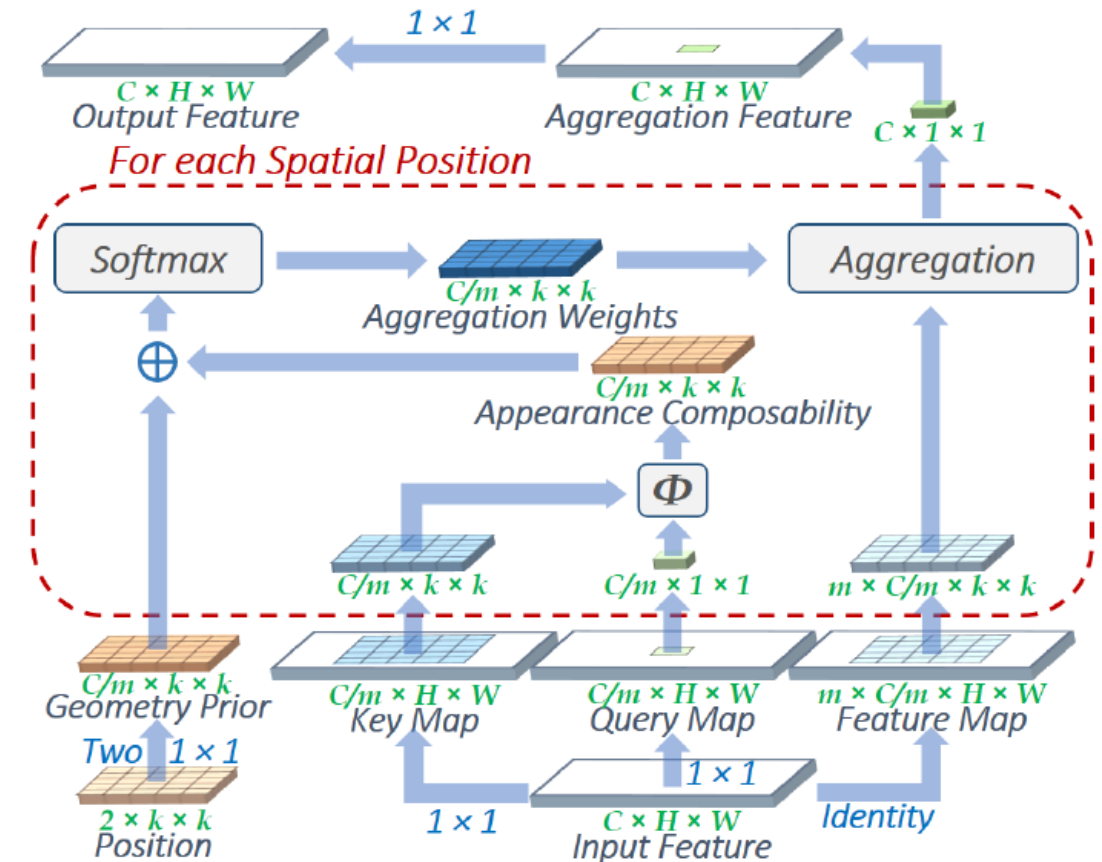 1 × 1
C × H × W
Output Feature
C × H × W
Aggregation Feature
C × 1 × 1
For each Spatial Position
Softmax
C/m × k × k
Aggregation Weights
Aggregation
C/m × k × k
Appearance Composability
Φ
C/m × k × k
C/m × 1 × 1
m × C/m × k × k
C/m × k × k
Geometry Prior
C/m × H × W
Key Map
C/m × H × W
Query Map
m × C/m × H × W
Feature Map
Two 1 × 1
2 × k × k
Position
1 × 1
1 × 1
C × H × W
Input Feature
Identity